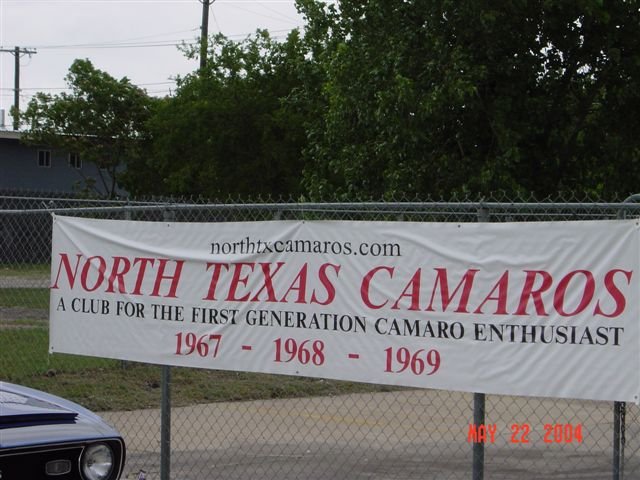 northtxcamaros.com
NORTH TEXAS CAMAROS
A CLUB FOR THE FIRST GENERATION CAMARO ENTHUSIAST
1967 - 1968 - 1969
MAY 22 2004